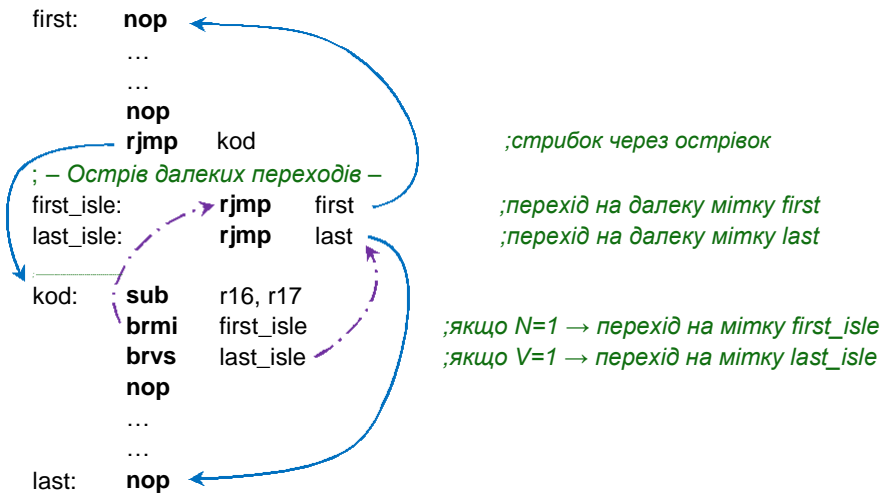 first: nop
…
…
nop
rjmp kod ;стрибок через острівок
; – Острів далеких переходів –
first_isle: rjmp first ;перехід на далеку мітку first
last_isle: rjmp last ;перехід на далеку мітку last
;
kod: sub r16, r17
brmi first_isle ;якщо N=1 → перехід на мітку first_isle
brvs last_isle ;якщо V=1 → перехід на мітку last_isle
nop
…
…
last: nop